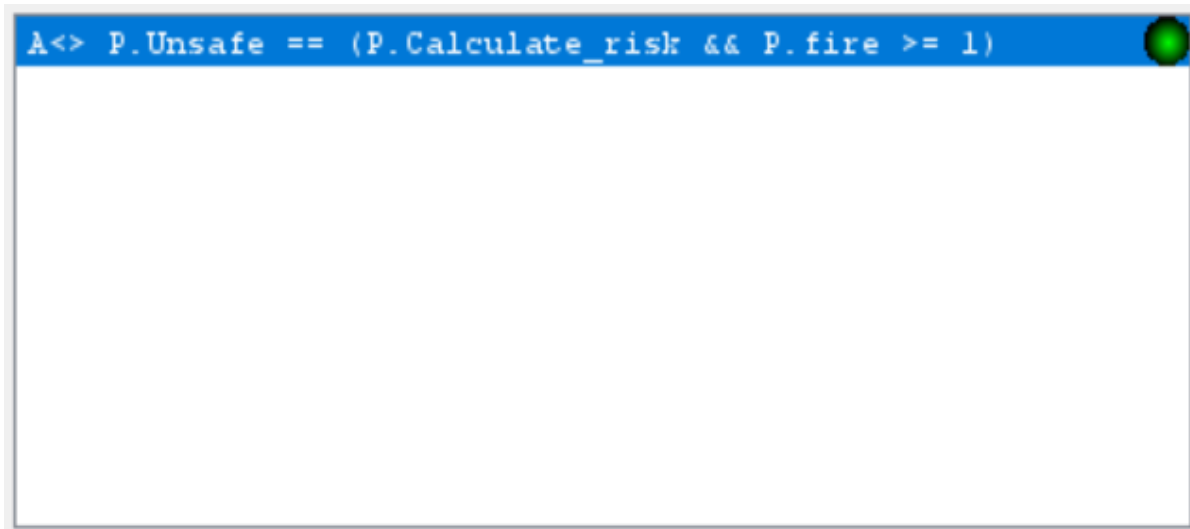 A<> P.Unsafe == (P.Calculate_risk && P.fire >= 1)